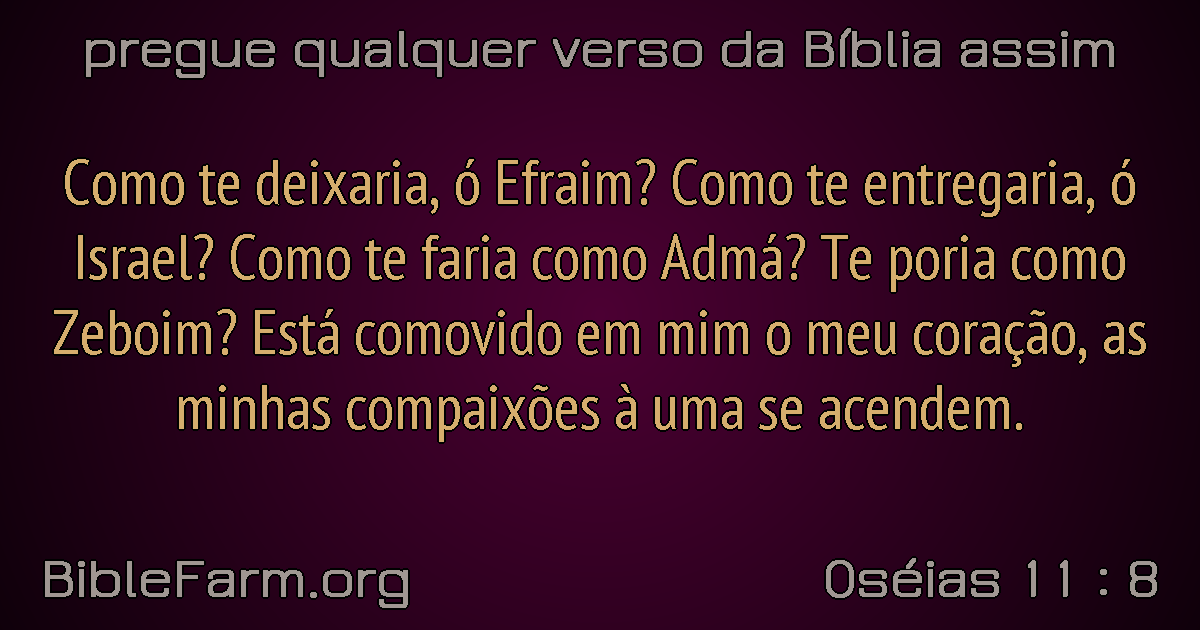 pregue qualquer verso da Bíblia assim
Como te deixaria, ó Efraim? Como te entregaria, ó
Israel? Como te faria como Admá? Te poria como
Zeboim? Está comovido em mim o meu coração, as
minhas compaixões à uma se acendem.
BibleFarm.org
Oséias 11 : 8